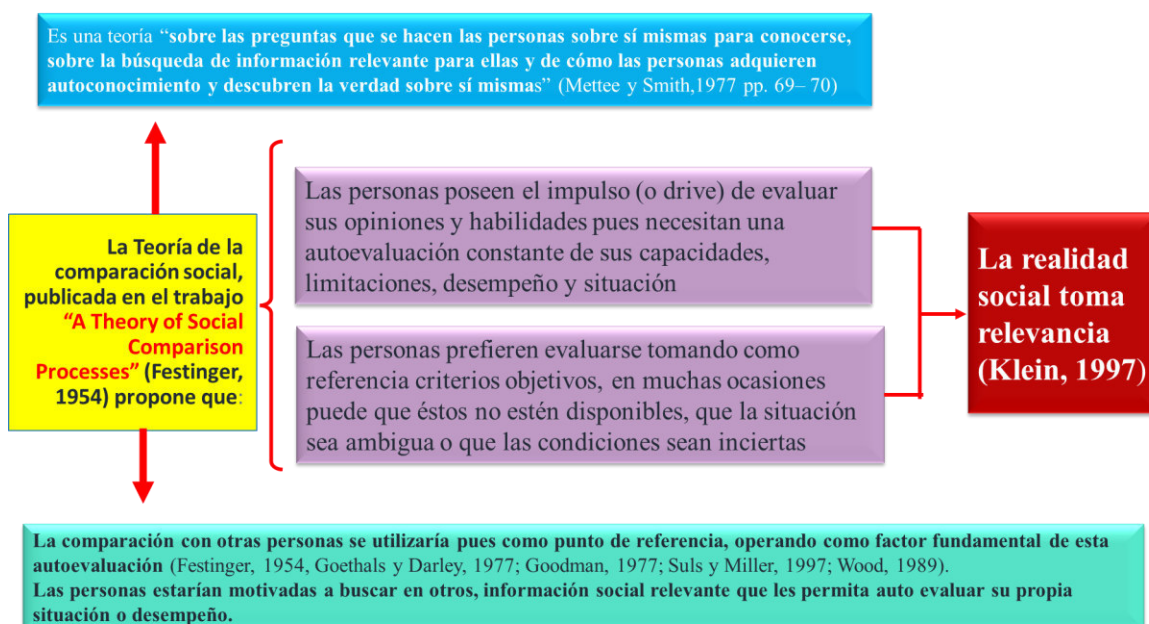 Es una teoría “sobre las preguntas que se hacen las personas sobre sí mismas para conocerse,
sobre la búsqueda de información relevante para ellas y de cómo las personas adquieren
autoconocimiento y descubren la verdad sobre sí mismas” (Mettee y Smith,1977 pp. 69– 70)
La Teoría de la
comparación social,
publicada en el trabajo
“A Theory of Social
Comparison
Processes” (Festinger,
1954) propone que:
Las personas poseen el impulso (o drive) de evaluar
sus opiniones y habilidades pues necesitan una
autoevaluación constante de sus capacidades,
limitaciones, desempeño y situación
Las personas prefieren evaluarse tomando como
referencia criterios objetivos, en muchas ocasiones
puede que éstos no estén disponibles, que la situación
sea ambigua o que las condiciones sean inciertas
La realidad
social toma
relevancia
(Klein, 1997)
La comparación con otras personas se utilizaría pues como punto de referencia, operando como factor fundamental de esta
autoevaluación (Festinger, 1954, Goethals y Darley, 1977; Goodman, 1977; Suls y Miller, 1997; Wood, 1989).
Las personas estarían motivadas a buscar en otros, información social relevante que les permita auto evaluar su propia
situación o desempeño.